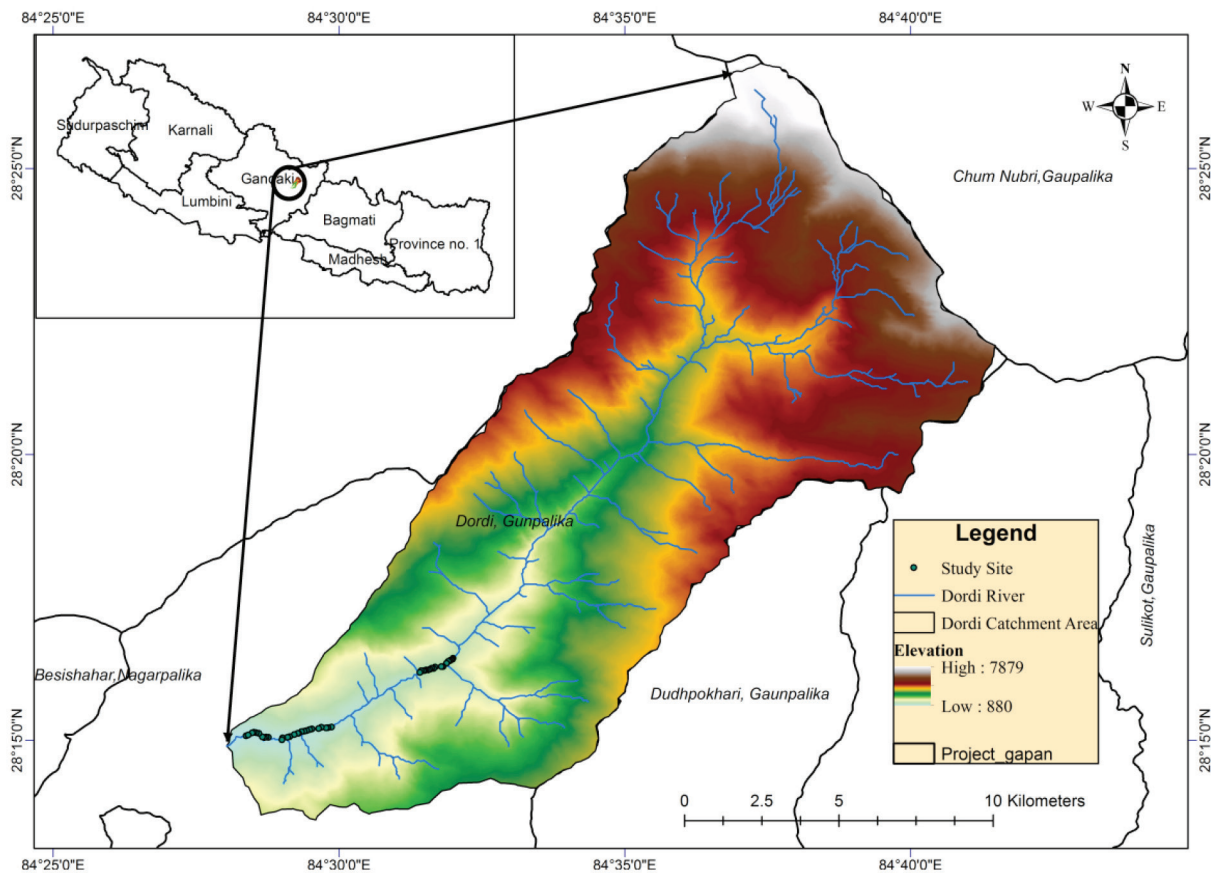 84°25'0"E 84°30'0"E 84°35'0"E 84°40'0"E
N
W E
S
28°25'0"N
28°20'0"N
28°15'0"N
28°25'0"N
28°20'0"N
28°15'0"N
Sudurpaschim
Karnali
Gandaki
Lumbini
Bagmati
Province no. 1
Madhesh
Chum Nubri,Gaupalika
Dordi, Gunpalika
Besishahar,Nagarpalika
Dudhpokhari, Gaunpalika
Sulikot,Gaupalika
Legend
Study Site
Dordi River
Dordi Catchment Area
Elevation
High : 7879
Low : 880
Project_gapan
0 2.5 5 10 Kilometers
84°25'0"E 84°30'0"E 84°35'0"E 84°40'0"E